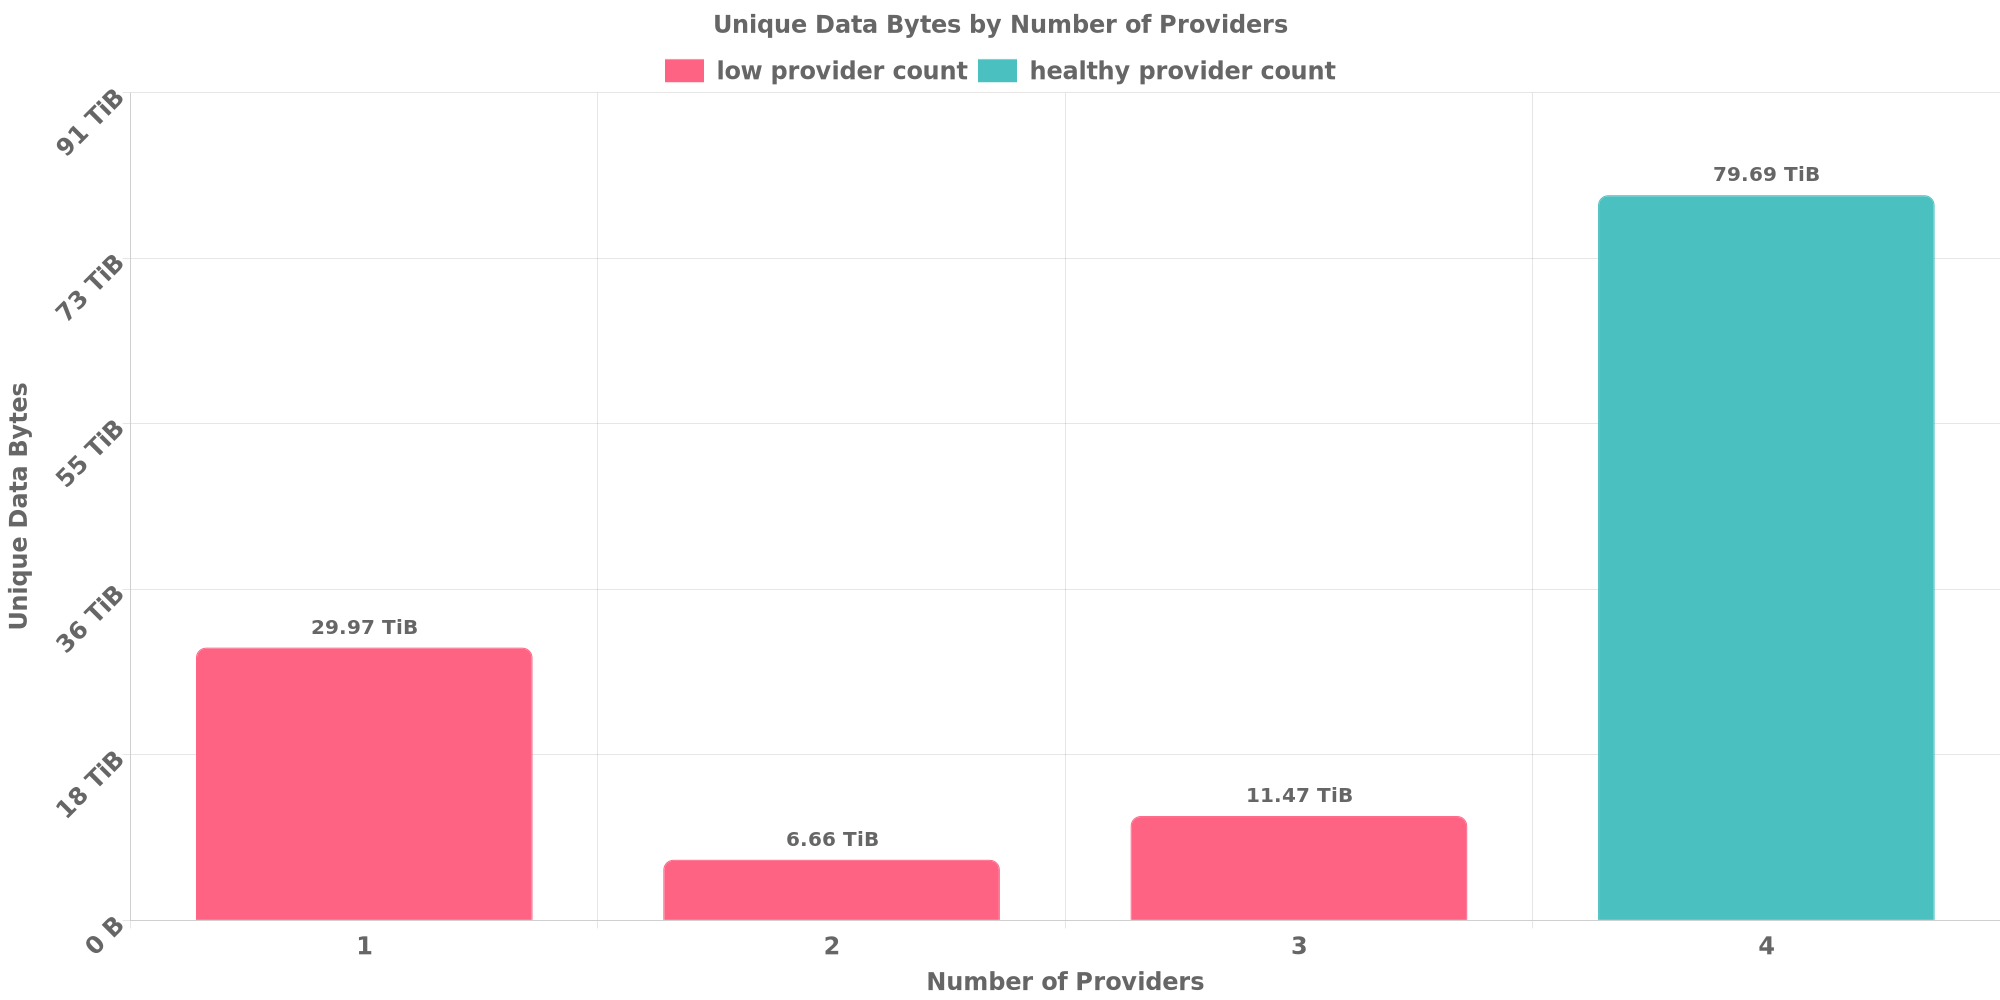 Unique Data Bytes by Number of Providers
low provider count healthy provider count
91 TiB
73 TiB
55 TiB
36 TiB
18 TiB
0 B
Unique Data Bytes
29.97 TiB
6.66 TiB
11.47 TiB
79.69 TiB
1 2 3 4
Number of Providers